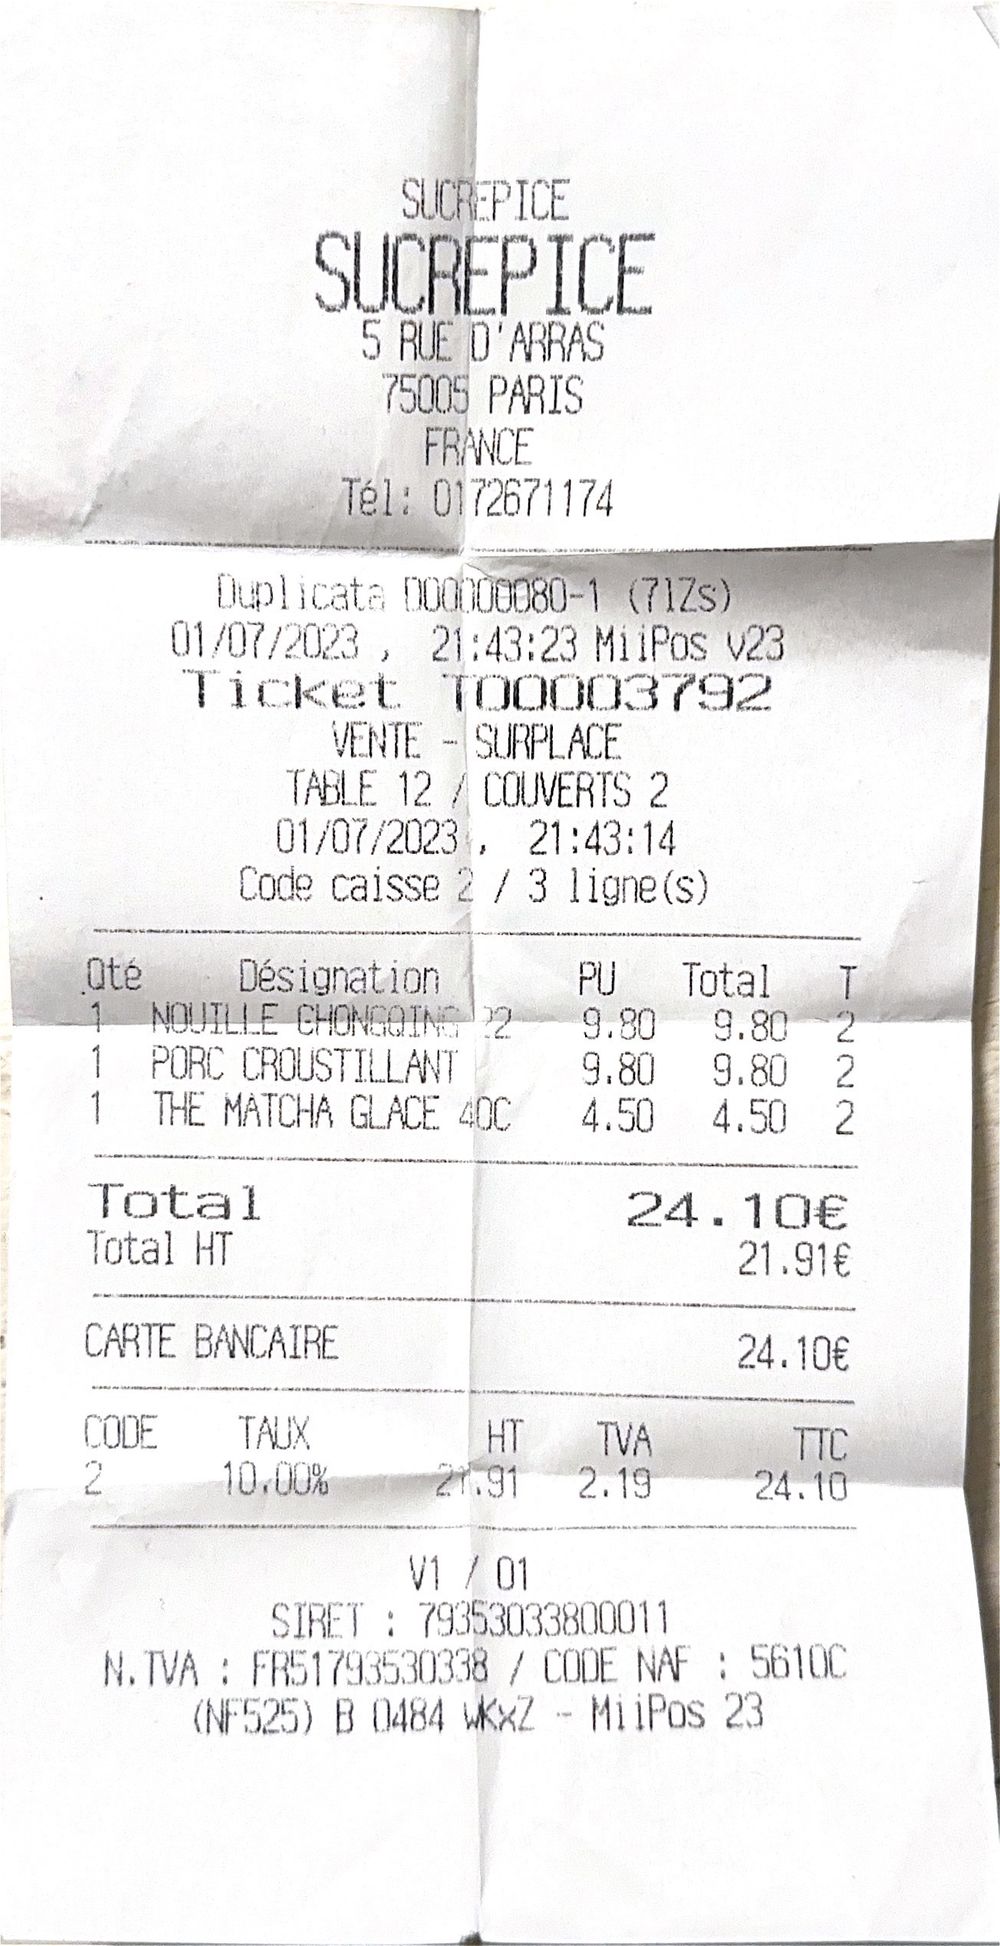 SUCREPICE
SUCREPICE
5 RUE D'ARRAS
75005 PARIS
FRANCE
Tél: 0172671174
Duplicata D00000080-1 (7lZs)
01/07/2023 , 21:43:23 MiiPos v23
Ticket T00003792
VENTE - SURPLACE
TABLE 12 / COUVERTS 2
01/07/2023 , 21:43:14
Code caisse 2 / 3 ligne(s)
Qté Désignation PU Total T
1 NOUILLE CHONGQING 22 9.80 9.80 2
1 PORC CROUSTILLANT 9.80 9.80 2
1 THE MATCHA GLACE 40C 4.50 4.50 2
Total 24.10€
Total HT 21.91€
CARTE BANCAIRE 24.10€
CODE TAUX HT TVA TTC
2 10.00% 21.91 2.19 24.10
V1 / 01
SIRET : 79353033800011
N.TVA : FR51793530338 / CODE NAF : 5610C
(NF525) B 0484 wKxZ - MiiPos 23